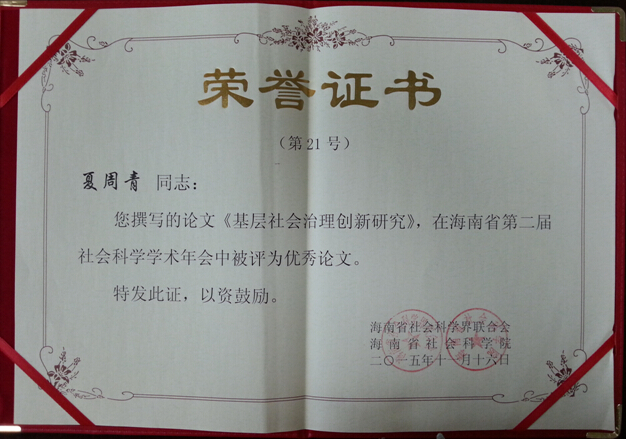 荣誉证书
（第21号）
夏周青 同志：
您撰写的论文《基层社会治理创新研究》，在海南省第二届
社会科学学术年会中被评为优秀论文。
特发此证，以资鼓励。
海南省社会科学界联合会
海南省社会科学院
二〇一五年十一月十六日